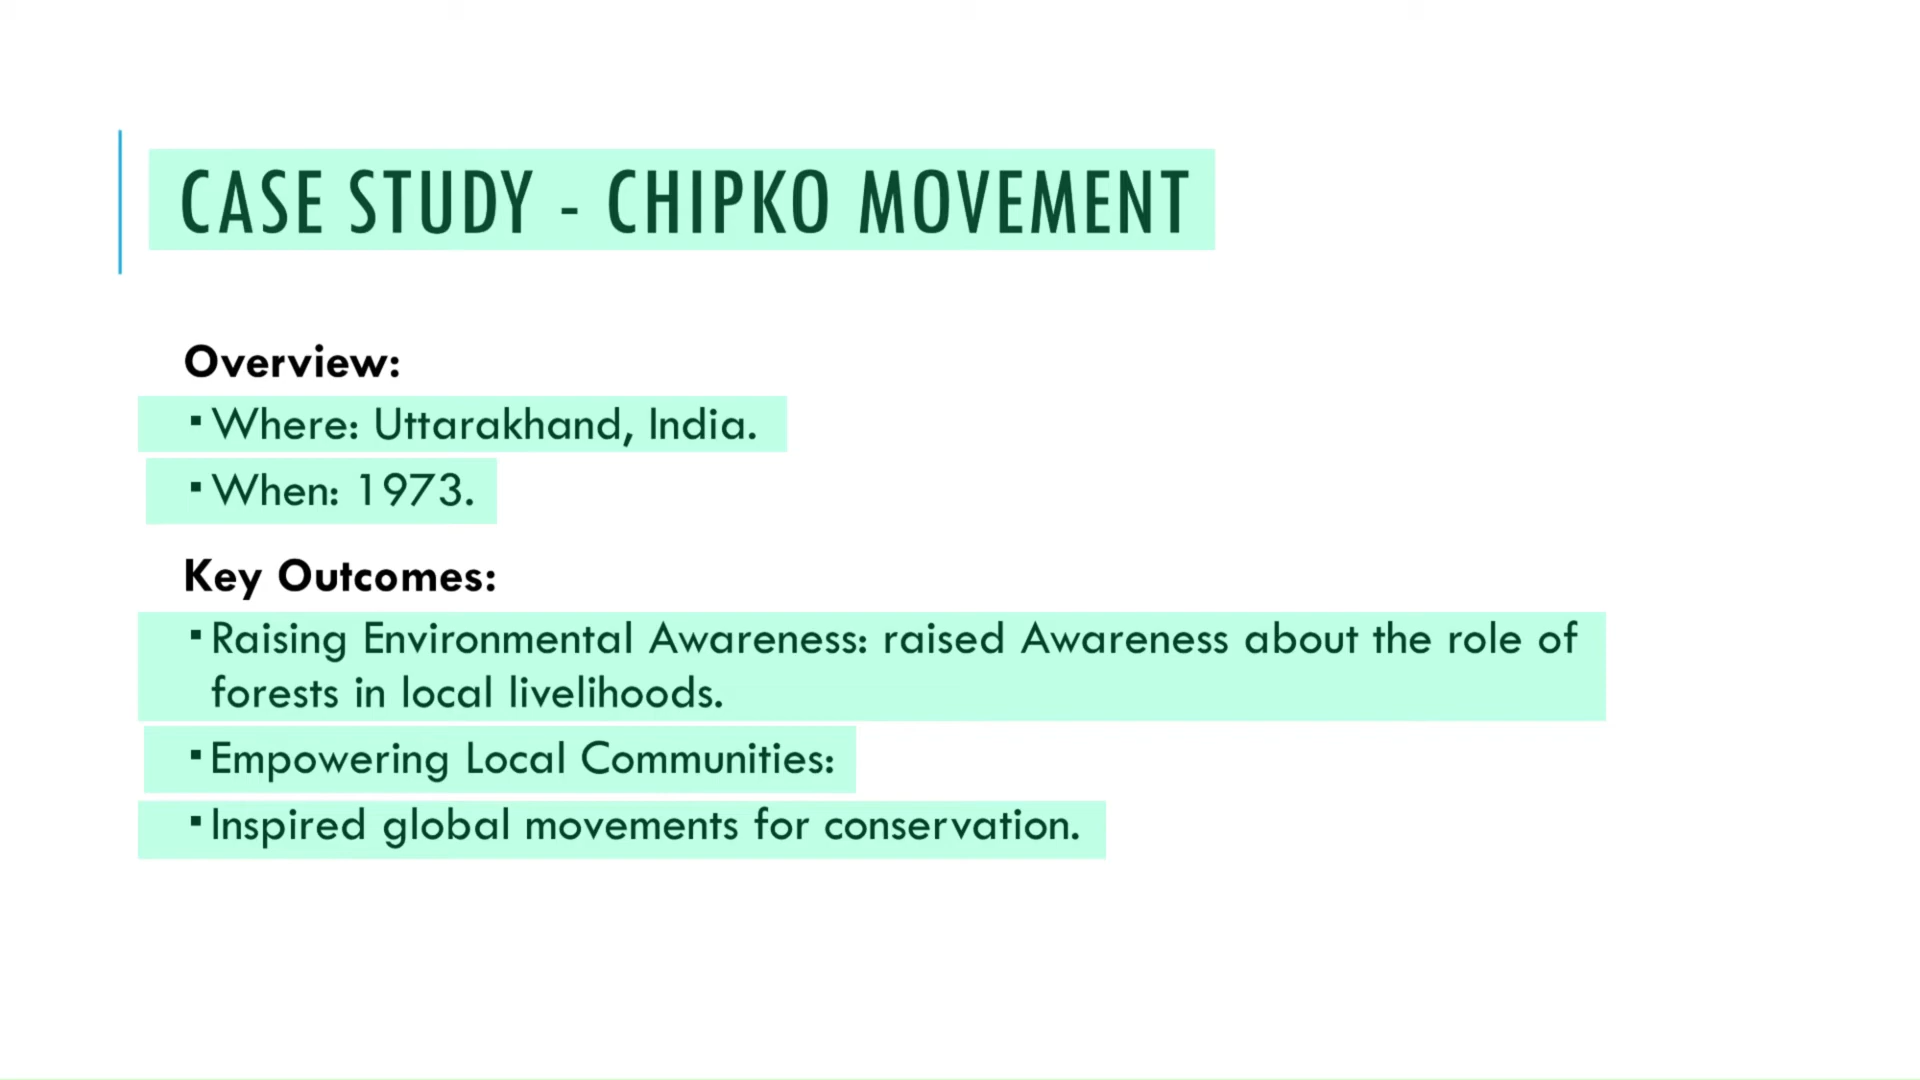 CASE STUDY - CHIPKO MOVEMENT
Overview:
▪ Where: Uttarakhand, India.
▪ When: 1973.
Key Outcomes:
▪ Raising Environmental Awareness: raised Awareness about the role of
forests in local livelihoods.
▪ Empowering Local Communities:
▪ Inspired global movements for conservation.